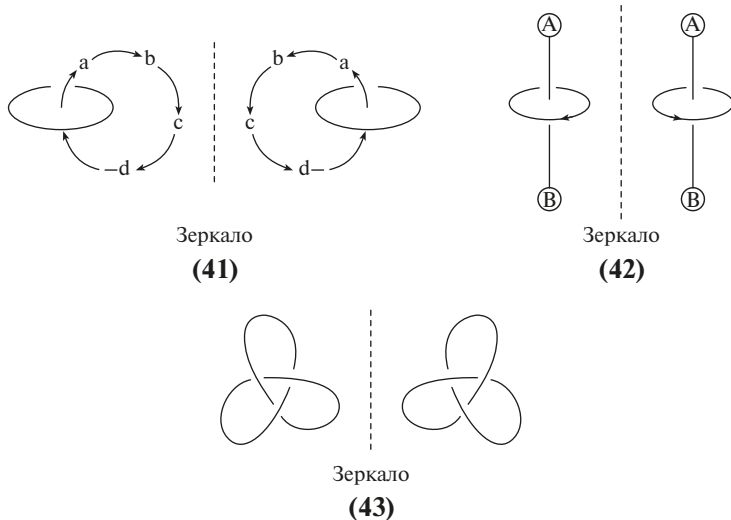 a b
c
–d
b a
c
d–
Зеркало
(41)
A A
B B
Зеркало
(42)
Зеркало
(43)